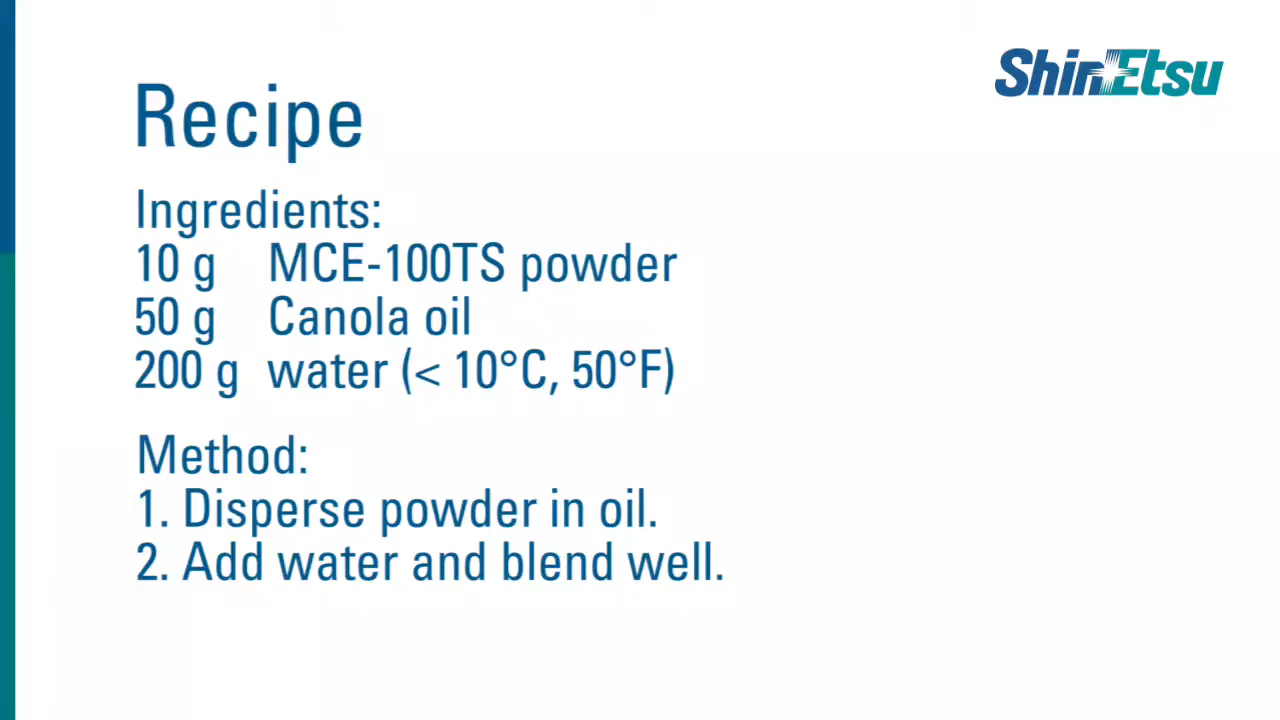 ShinEtsu
Recipe
Ingredients:
10 g MCE-100TS powder
50 g Canola oil
200 g water (< 10°C, 50°F)
Method:
1. Disperse powder in oil.
2. Add water and blend well.